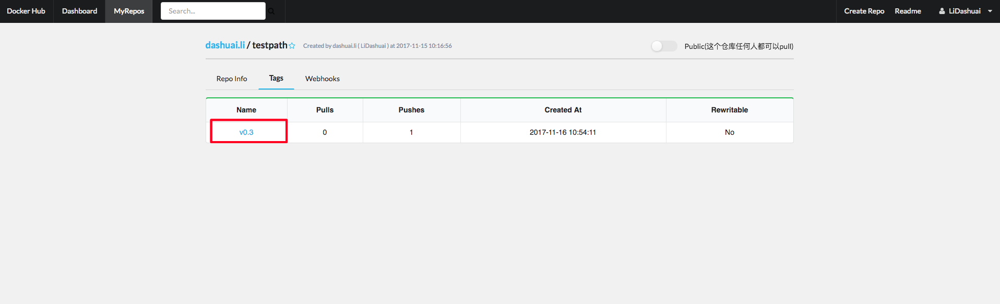 Docker Hub Dashboard MyRepos Search... Create Repo Readme LiDashuai
dashuai.li / testpath Created by dashuai.li ( LiDashuai ) at 2017-11-15 10:16:56 Public(这个仓库任何人都可以pull)
Repo Info Tags Webhooks
Name Pulls Pushes Created At Rewritable
v0.3 0 1 2017-11-16 10:54:11 No